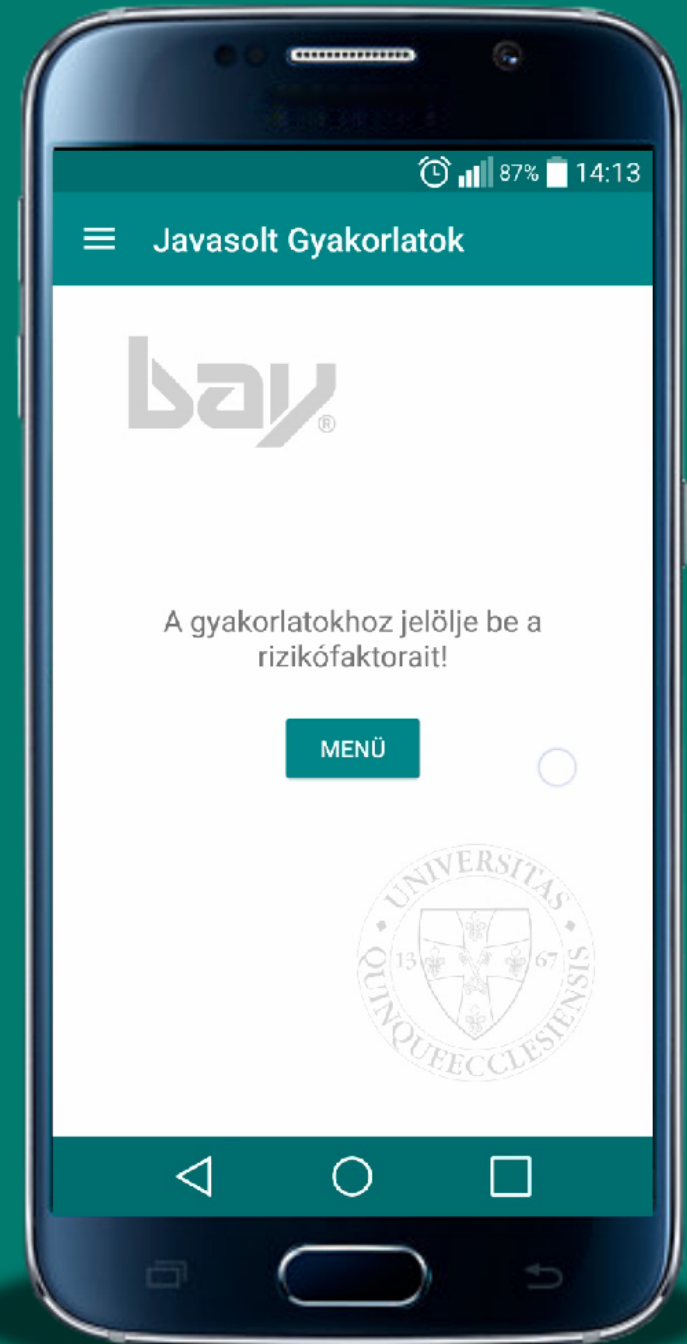 87% 14:13
Javasolt Gyakorlatok
bay®
A gyakorlatokhoz jelölje be a
rizikófaktorait!
MENÜ
UNIVERSITAS
13 67
QUINQUEECCLESIENSIS